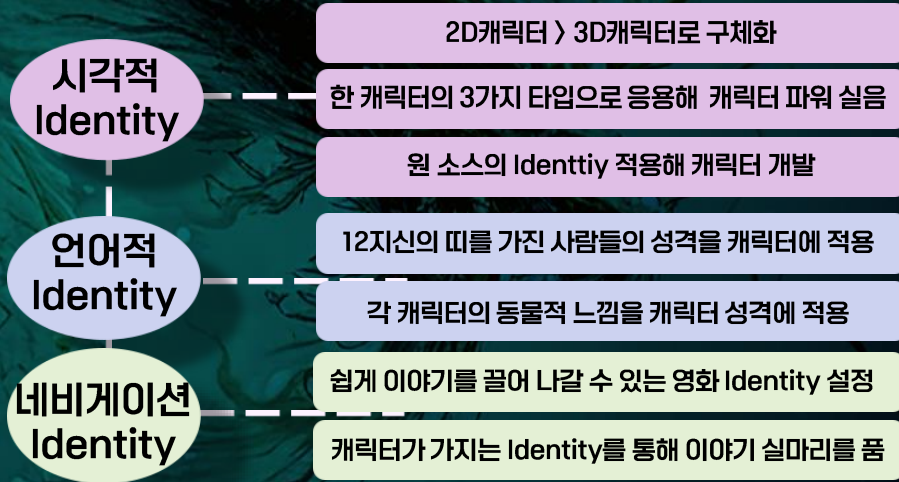 시각적
Identity
2D캐릭터 > 3D캐릭터로 구체화
한 캐릭터의 3가지 타입으로 응용해 캐릭터 파워 실음
원 소스의 Identtiy 적용해 캐릭터 개발
언어적
Identity
12지신의 띠를 가진 사람들의 성격을 캐릭터에 적용
각 캐릭터의 동물적 느낌을 캐릭터 성격에 적용
네비게이션
Identity
쉽게 이야기를 끌어 나갈 수 있는 영화 Identity 설정
캐릭터가 가지는 Identity를 통해 이야기 실마리를 품